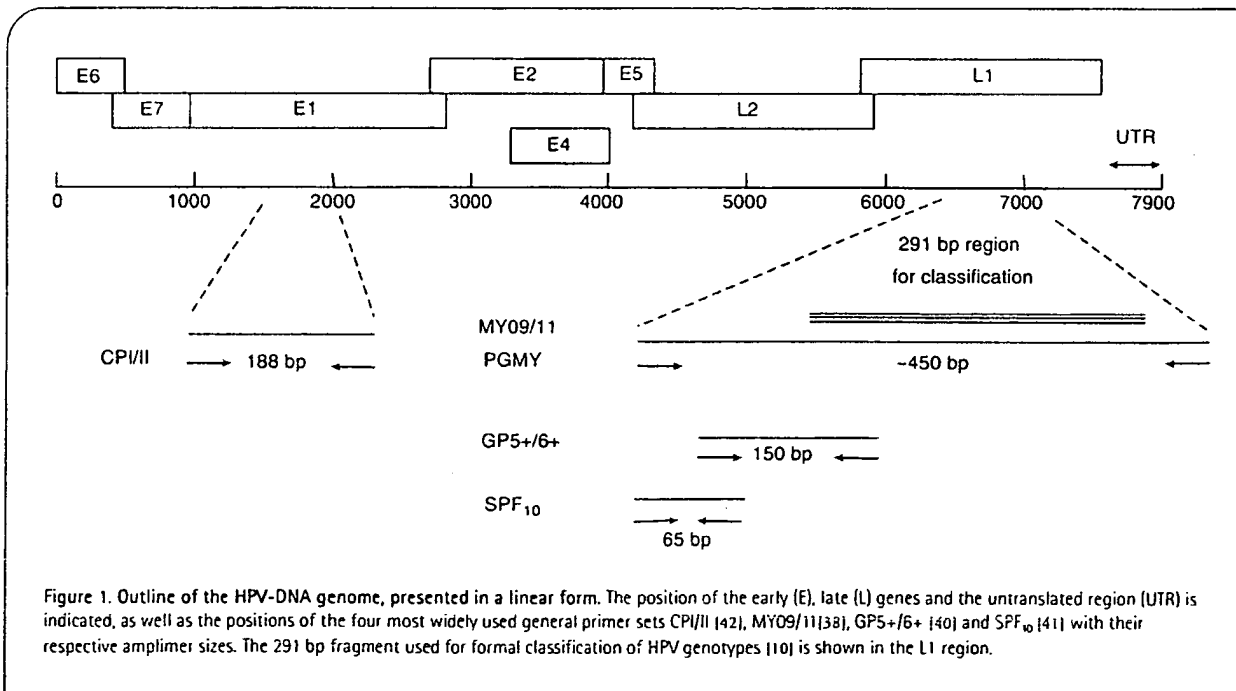 E6 E2 E5 L1
E7 E1 L2
E4 UTR
0 1000 2000 3000 4000 5000 6000 7000 7900
291 bp region
for classification
MY09/11
CPI/II 188 bp PGMY ~450 bp
GP5+/6+
150 bp
SPF10
65 bp
Figure 1. Outline of the HPV-DNA genome, presented in a linear form. The position of the early (E), late (L) genes and the untranslated region (UTR) is
indicated, as well as the positions of the four most widely used general primer sets CPI/II [42], MY09/11[38], GP5+/6+ [40] and SPF10 [41] with their
respective amplimer sizes. The 291 bp fragment used for formal classification of HPV genotypes [10] is shown in the L1 region.